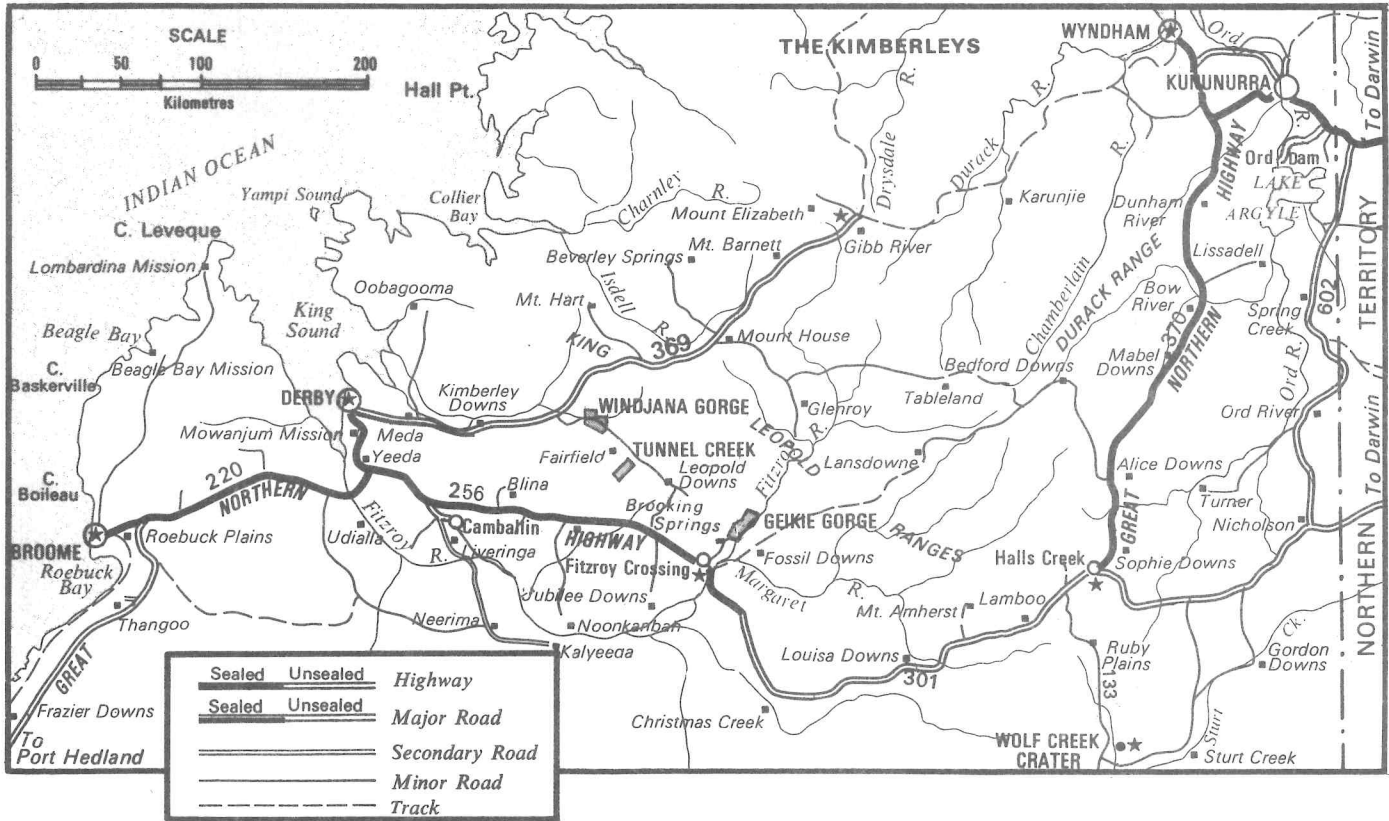 SCALE
0 50 100 200
Kilometres
THE KIMBERLEYS
Hall Pt.
WYNDHAM
Ord
R.
KUNUNURRA
To Darwin
INDIAN OCEAN
Yampi Sound
Collier
Bay
Charnley R.
Drysdale
R.
Durack
R.
R.
HIGHWAY
Ord Dam
LAKE
ARGYLE
C. Leveque
Lombardina Mission
Mount Elizabeth
Karunjie
Dunham
River
Gibb River
Mt. Barnett
Beverley Springs
Isdell
R.
Lissadell
Oobagooma
Mt. Hart
King
Sound
Chamberlain
DURACK RANGE
Bow
River
Spring
Creek
602
TERRITORY
Beagle Bay
Beagle Bay Mission
C.
Baskerville
KING
369
Mount House
370
NORTHERN
Mabel
Downs
Ord R.
Bedford Downs
Tableland
DERBY
Kimberley
Downs
WINDJANA GORGE
Glenroy
R.
LEOPOLD
Ord River
Mowanjum Mission
Meda
Yeeda
TUNNEL CREEK
Fairfield
Leopold
Downs
Fitzroy
Lansdowne
Alice Downs
Turner
C.
Boileau
220
NORTHERN
256
Blina
Brooking
Springs
GEIKIE GORGE
RANGES
GREAT
Nicholson
To Darwin
BROOME
Roebuck Plains
Roebuck
Bay
Udialla
Fitzroy
R.
Camballin
Liveringa
HIGHWAY
Fitzroy Crossing
Fossil Downs
Halls Creek
Sophie Downs
Thangoo
Neerima
Jubilee Downs
Noonkanbah
Margaret
R.
Mt. Amherst
Lamboo
GREAT
Kalyeeda
Louisa Downs
301
Ruby
Plains
133
Ck.
Gordon
Downs
NORTHERN
Frazier Downs
To
Port Hedland
Christmas Creek
WOLF CREEK
CRATER
Sturt
Sturt Creek
Sealed Unsealed Highway
Sealed Unsealed Major Road
Secondary Road
Minor Road
Track